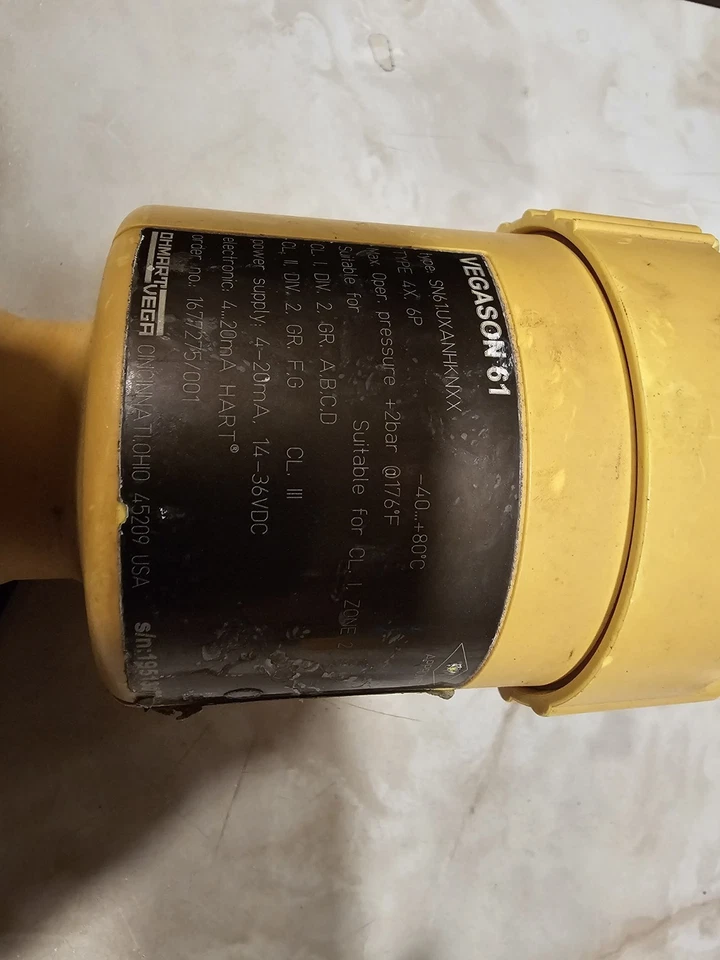 VEGASON 61
type: SN61UXANHKNXX
TYPE 4X, 6P -40...+80°C
Max. Oper. pressure +2bar @176°F
Suitable for Suitable for CL. I, ZONE 2
CL I, DIV. 2, GR. A,B,C,D
CL. II, DIV. 2, GR. F,G CL. III
power supply: 4-20mA, 14-36VDC
electronic: 4...20mA HART®
order no.: 1677275/001
OHMART VEGA CINCINNATI,OHIO 45209 USA s/n: